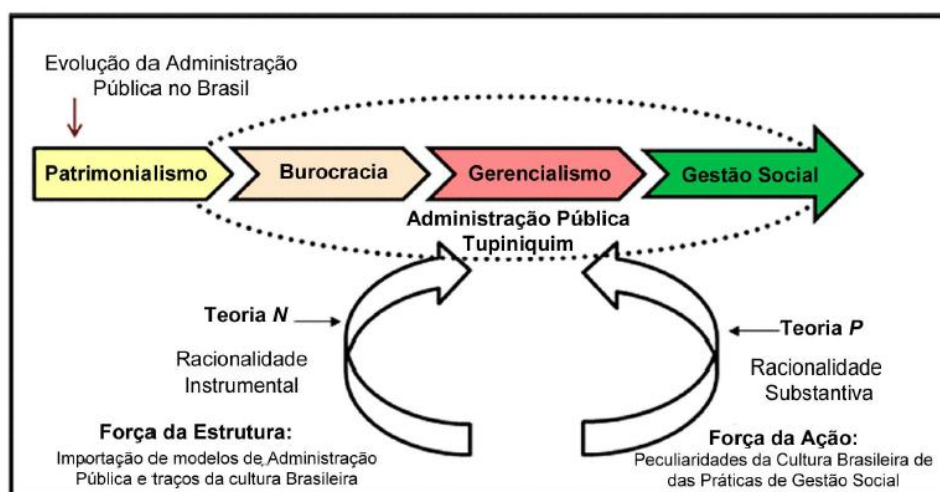 Evolução da Administração
Pública no Brasil
Patrimonialismo
Burocracia
Gerencialismo
Gestão Social
Administração Pública
Tupiniquim
Teoria N
Racionalidade
Instrumental
Força da Estrutura:
Importação de modelos de Administração
Pública e traços da cultura Brasileira
Teoria P
Racionalidade
Substantiva
Força da Ação:
Peculiaridades da Cultura Brasileira de
das Práticas de Gestão Social